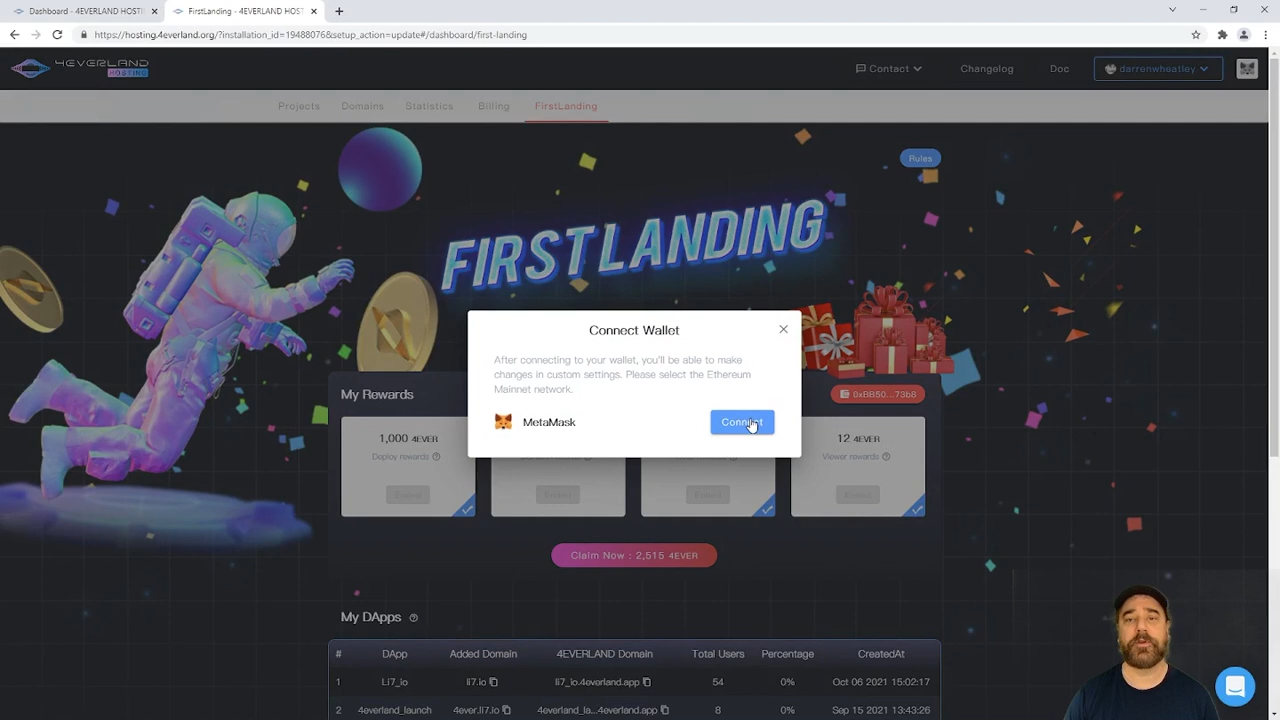 Dashboard - 4EVERLAND HOSTI
FirstLanding - 4EVERLAND HOST
https://hosting.4everland.org/?installation_id=19488076&setup_action=update#/dashboard/first-landing
4EVERLAND
HOSTING
Contact
Changelog
Doc
darrenwheatley
Projects
Domains
Statistics
Billing
FirstLanding
Rules
FIRSTLANDING
Connect Wallet
After connecting to your wallet, you'll be able to make
changes in custom settings. Please select the Ethereum
Mainnet network.
MetaMask
Connect
My Rewards
0xBB50...73b8
1,000 4EVER
Deploy rewards
12 4EVER
Viewer rewards
Claim Now : 2,515 4EVER
My DApps
# DApp Added Domain 4EVERLAND Domain Total Users Percentage CreatedAt
1 Li7_io li7.io li7_io.4everland.app 54 0% Oct 06 2021 15:02:17
2 4everland_launch 4ever.li7.io 4everland_la...4everland.app 8 0% Sep 15 2021 13:43:26